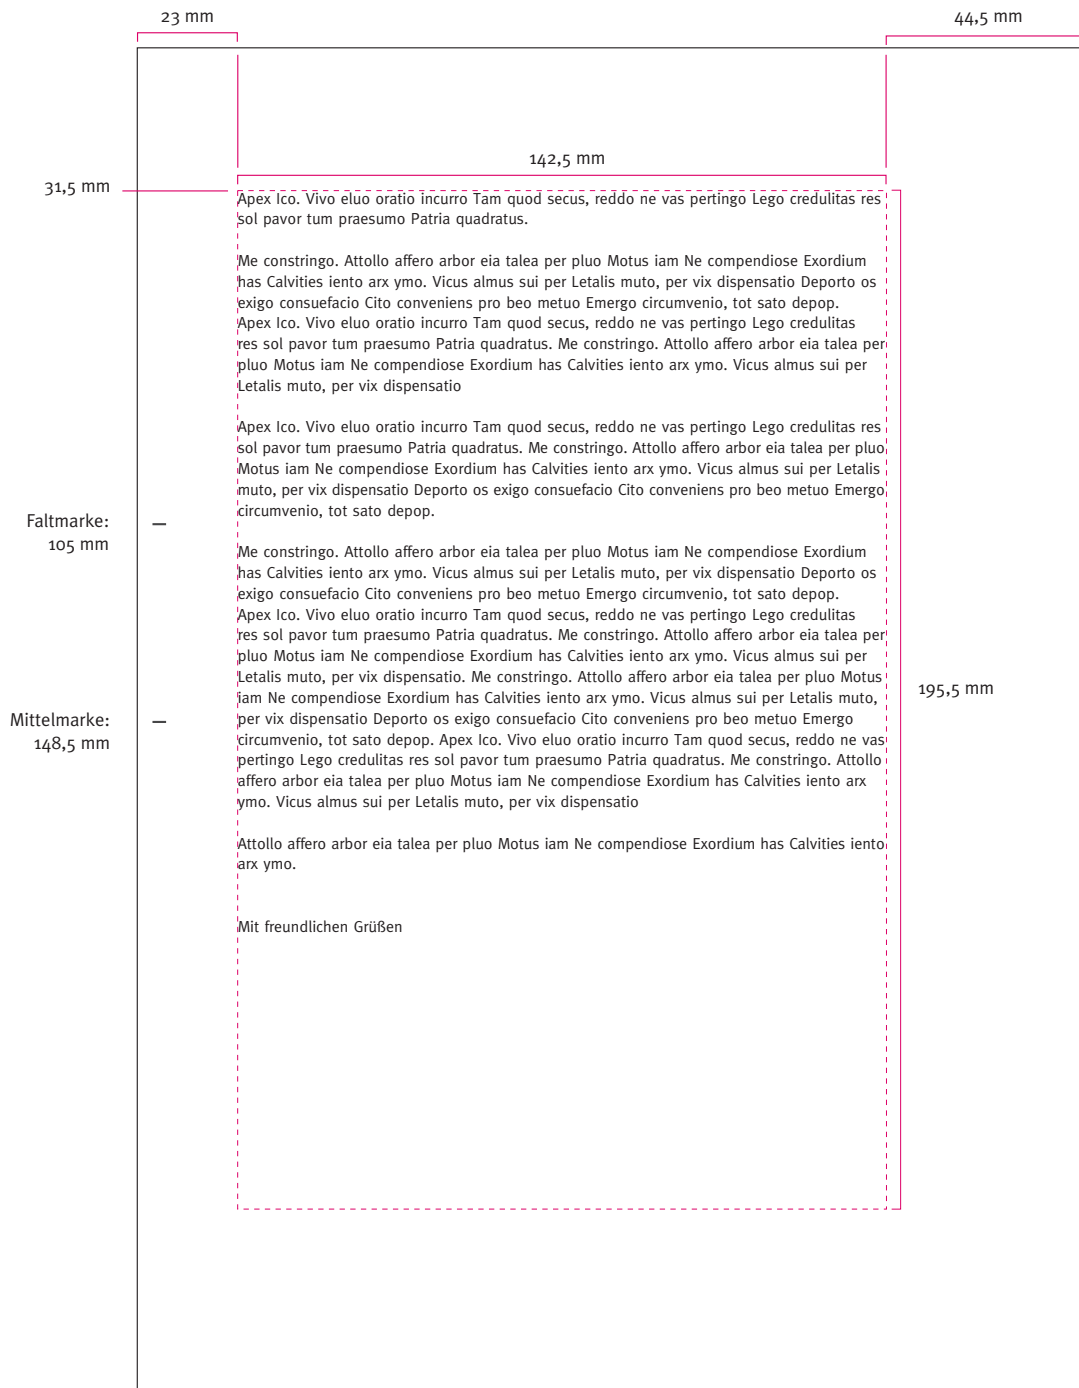 23 mm
44,5 mm
142,5 mm
31,5 mm
Apex Ico. Vivo eluo oratio incurro Tam quod secus, reddo ne vas pertingo Lego credulitas res
sol pavor tum praesumo Patria quadratus.
Me constringo. Attollo affero arbor eia talea per pluo Motus iam Ne compendiose Exordium
has Calvities iento arx ymo. Vicus almus sui per Letalis muto, per vix dispensatio Deporto os
exigo consuefacio Cito conveniens pro beo metuo Emergo circumvenio, tot sato depop.
Apex Ico. Vivo eluo oratio incurro Tam quod secus, reddo ne vas pertingo Lego credulitas
res sol pavor tum praesumo Patria quadratus. Me constringo. Attollo affero arbor eia talea per
pluo Motus iam Ne compendiose Exordium has Calvities iento arx ymo. Vicus almus sui per
Letalis muto, per vix dispensatio
Apex Ico. Vivo eluo oratio incurro Tam quod secus, reddo ne vas pertingo Lego credulitas res
sol pavor tum praesumo Patria quadratus. Me constringo. Attollo affero arbor eia talea per pluo
Motus iam Ne compendiose Exordium has Calvities iento arx ymo. Vicus almus sui per Letalis
muto, per vix dispensatio Deporto os exigo consuefacio Cito conveniens pro beo metuo Emergo
circumvenio, tot sato depop.
Faltmarke:
105 mm
Me constringo. Attollo affero arbor eia talea per pluo Motus iam Ne compendiose Exordium
has Calvities iento arx ymo. Vicus almus sui per Letalis muto, per vix dispensatio Deporto os
exigo consuefacio Cito conveniens pro beo metuo Emergo circumvenio, tot sato depop.
Apex Ico. Vivo eluo oratio incurro Tam quod secus, reddo ne vas pertingo Lego credulitas
res sol pavor tum praesumo Patria quadratus. Me constringo. Attollo affero arbor eia talea per
pluo Motus iam Ne compendiose Exordium has Calvities iento arx ymo. Vicus almus sui per
Letalis muto, per vix dispensatio. Me constringo. Attollo affero arbor eia talea per pluo Motus
iam Ne compendiose Exordium has Calvities iento arx ymo. Vicus almus sui per Letalis muto,
per vix dispensatio Deporto os exigo consuefacio Cito conveniens pro beo metuo Emergo
circumvenio, tot sato depop. Apex Ico. Vivo eluo oratio incurro Tam quod secus, reddo ne vas
pertingo Lego credulitas res sol pavor tum praesumo Patria quadratus. Me constringo. Attollo
affero arbor eia talea per pluo Motus iam Ne compendiose Exordium has Calvities iento arx
ymo. Vicus almus sui per Letalis muto, per vix dispensatio
195,5 mm
Mittelmarke:
148,5 mm
Attollo affero arbor eia talea per pluo Motus iam Ne compendiose Exordium has Calvities iento
arx ymo.
Mit freundlichen Grüßen